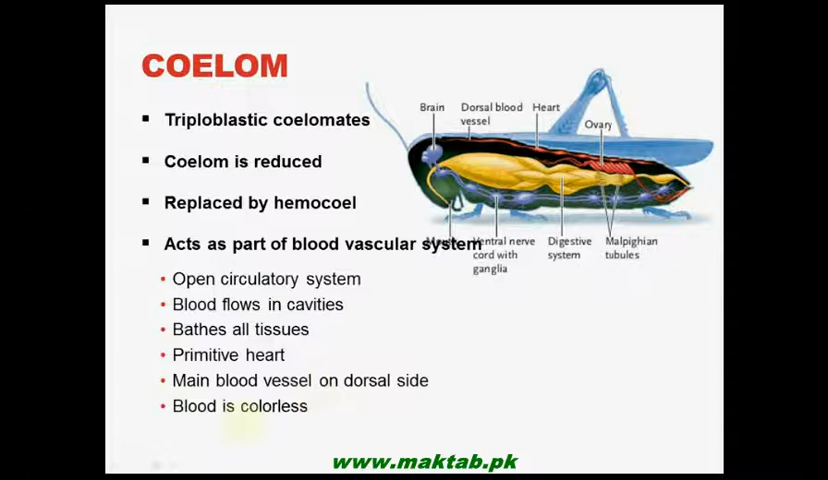 COELOM
Triploblastic coelomates
Coelom is reduced
Replaced by hemocoel
Acts as part of blood vascular system
Open circulatory system
Blood flows in cavities
Bathes all tissues
Primitive heart
Main blood vessel on dorsal side
Blood is colorless
Brain
Dorsal blood
vessel
Heart
Ovary
Ventral nerve
cord with
ganglia
Digestive
system
Malpighian
tubules
www.maktab.pk